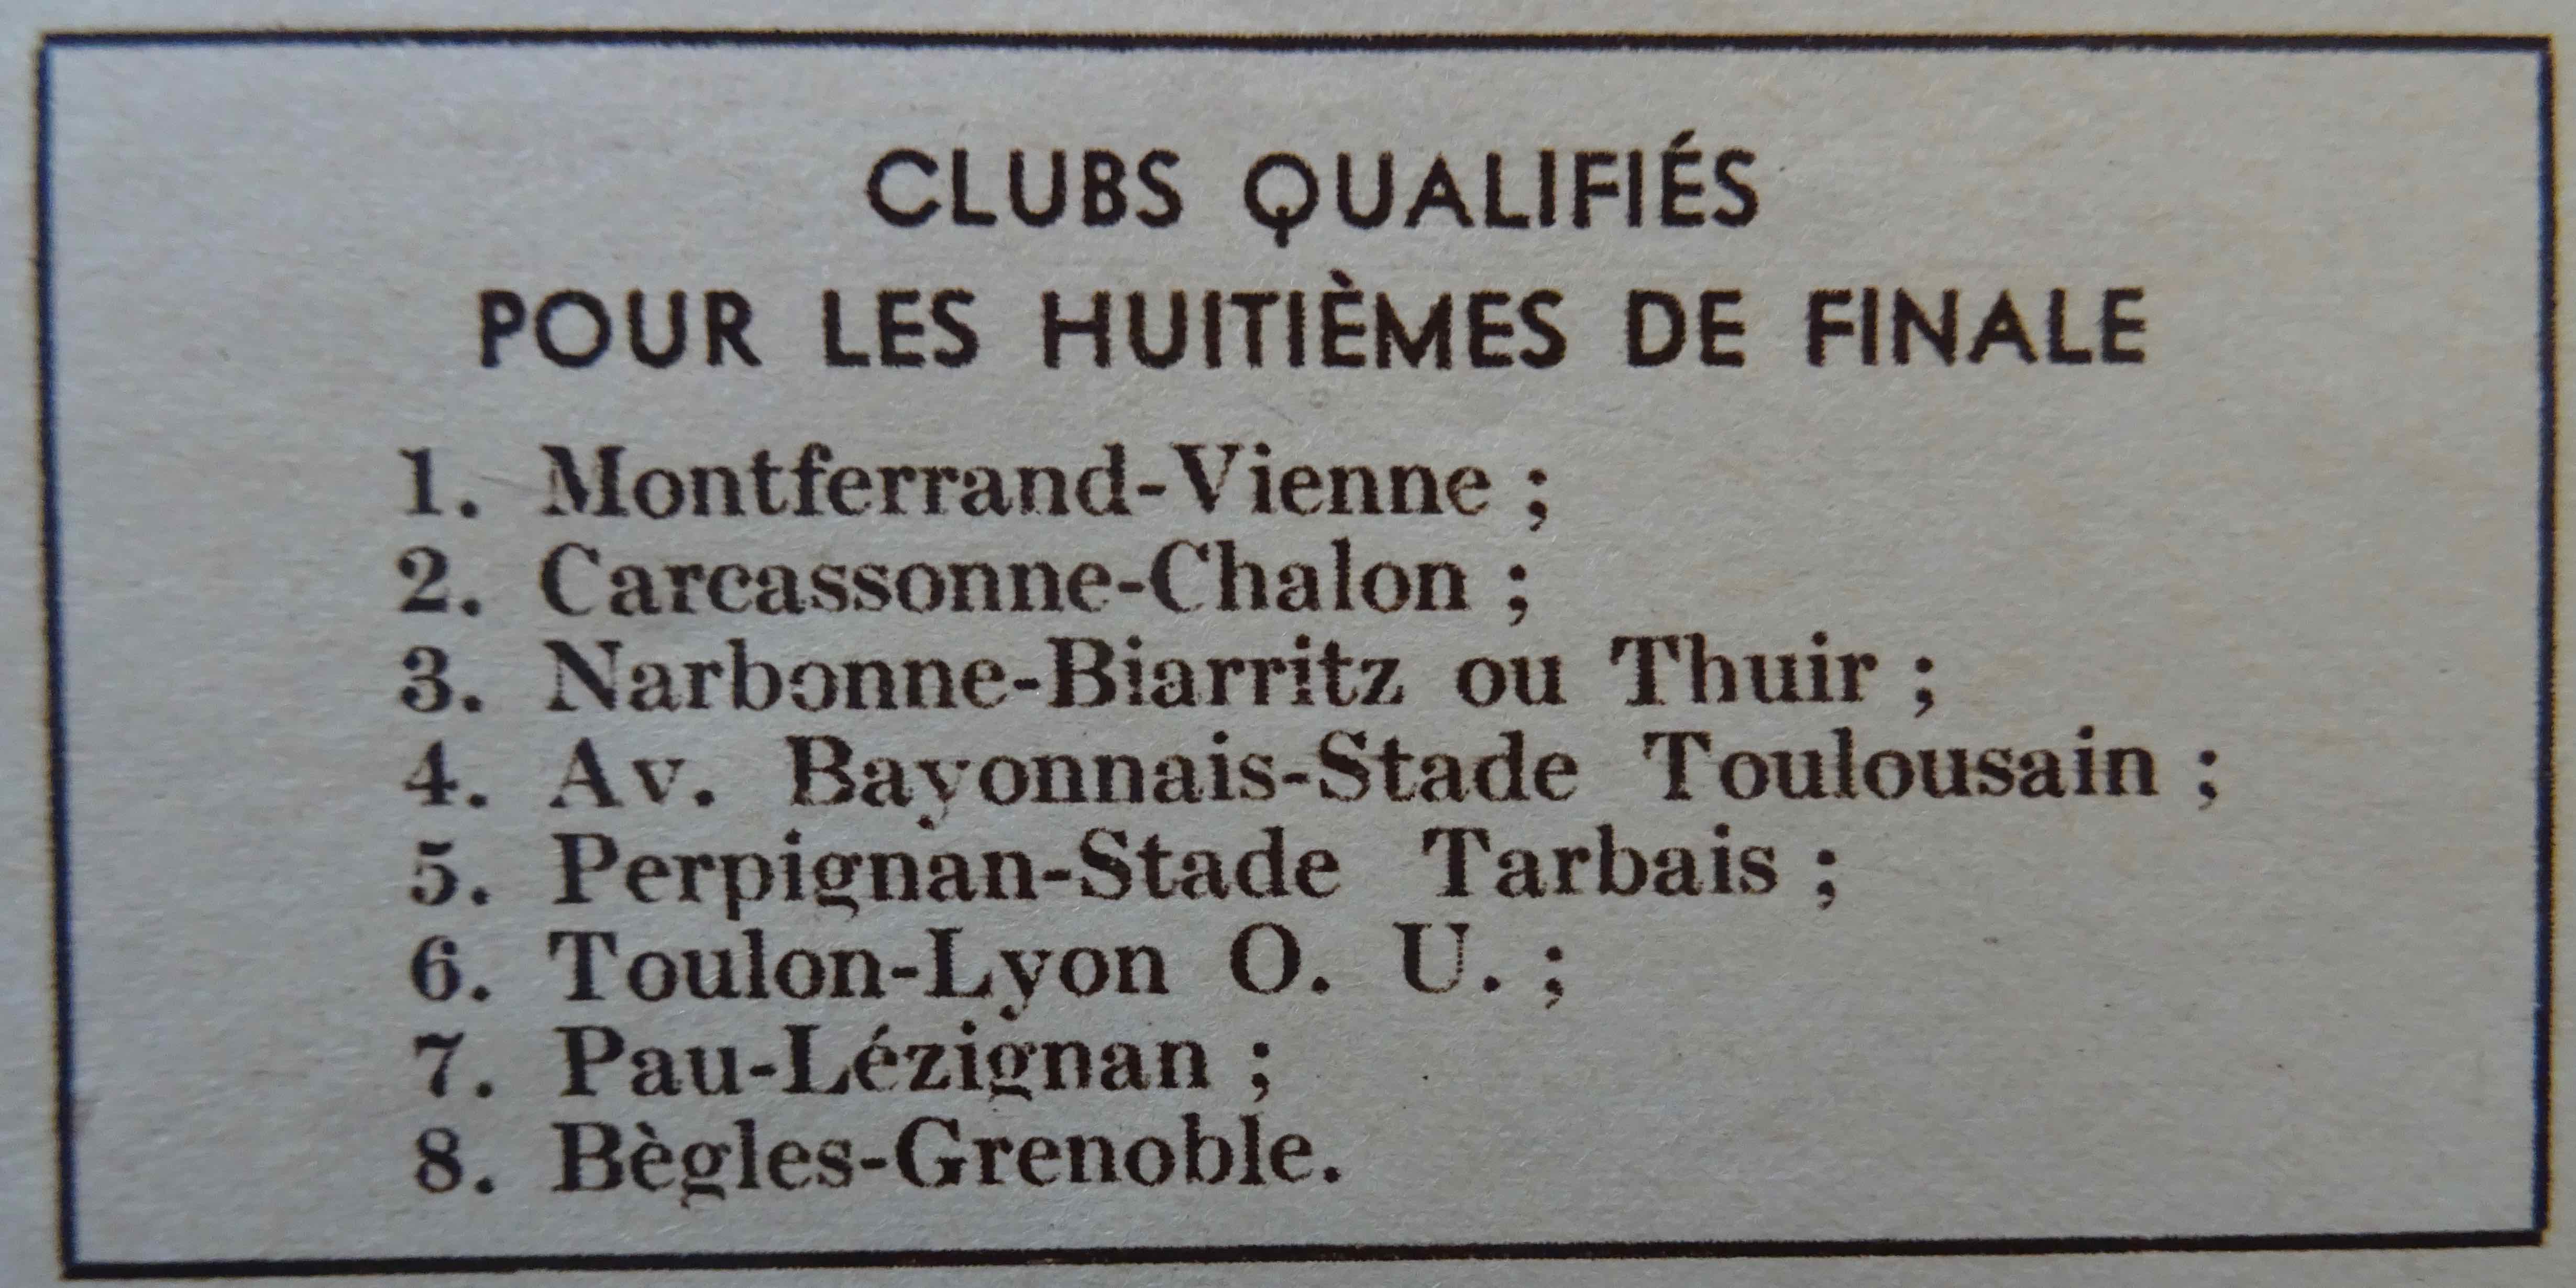 CLUBS QUALIFIÉS
POUR LES HUITIÈMES DE FINALE
1. Montferrand-Vienne ;
2. Carcassonne-Chalon ;
3. Narbonne-Biarritz ou Thuir ;
4. Av. Bayonnais-Stade Toulousain ;
5. Perpignan-Stade Tarbais ;
6. Toulon-Lyon O. U. ;
7. Pau-Lézignan ;
8. Bègles-Grenoble.